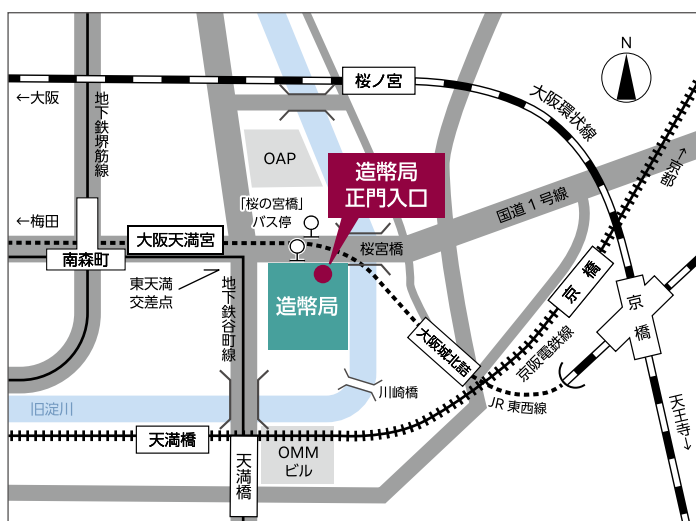 桜ノ宮
N
←大阪
地下鉄堺筋線
大阪環状線
OAP
造幣局
正門入口
→京都
「桜の宮橋」
バス停
国道1号線
←梅田
大阪天満宮
桜宮橋
南森町
東天満
交差点
地下鉄谷町線
造幣局
京橋
京橋
大阪城北詰
京阪電鉄線
川崎橋
JR東西線
旧淀川
天満橋
天満橋
OMM
ビル
天王寺→